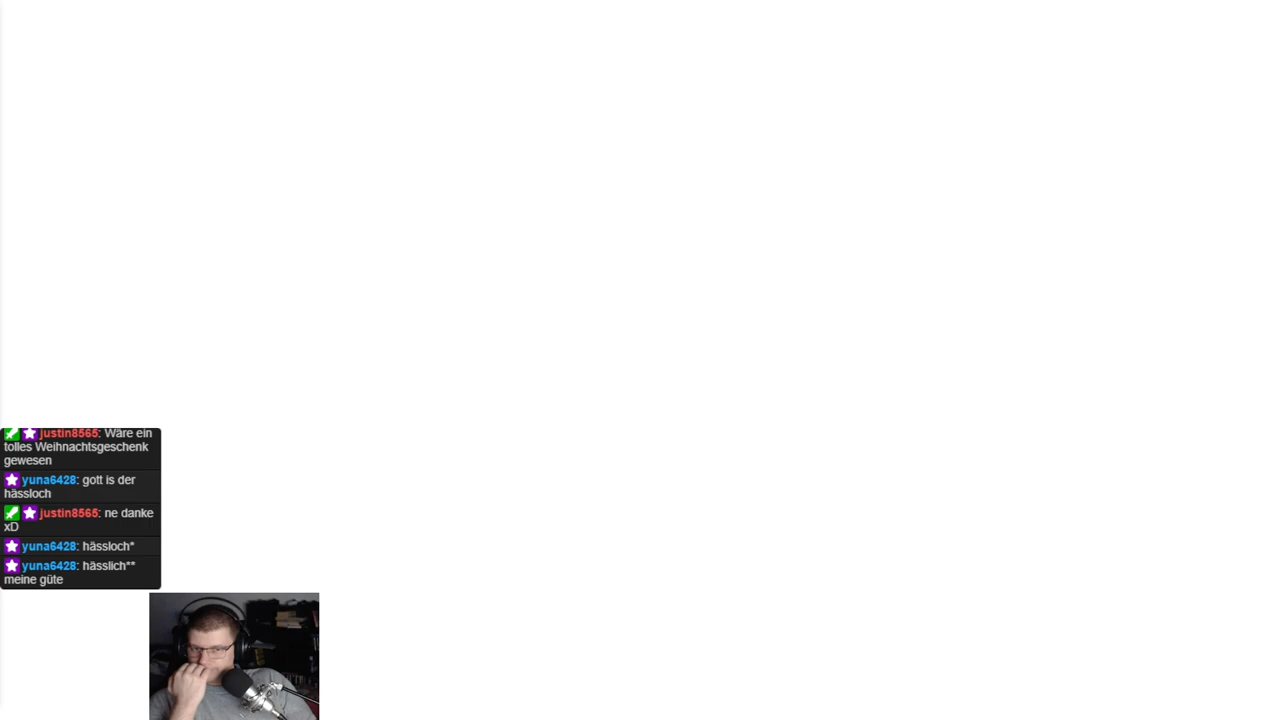 justin8565: Wäre ein
tolles Weihnachtsgeschenk
gewesen
yuna6428: gott is der
hässloch
justin8565: ne danke
xD
yuna6428: hässloch*
yuna6428: hässlich**
meine güte